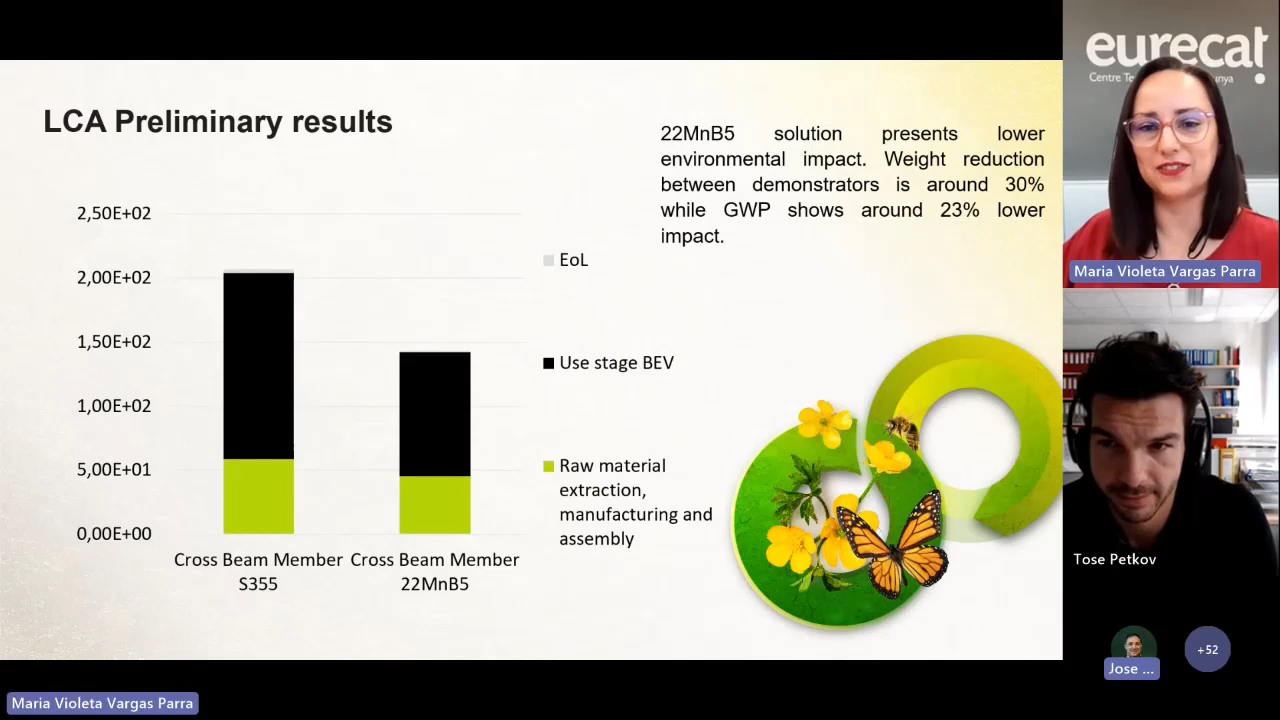 LCA Preliminary results
22MnB5 solution presents lower
environmental impact. Weight reduction
between demonstrators is around 30%
while GWP shows around 23% lower
impact.
2,50E+02
2,00E+02
1,50E+02
1,00E+02
5,00E+01
0,00E+00
Cross Beam Member
S355
Cross Beam Member
22MnB5
EoL
Use stage BEV
Raw material
extraction,
manufacturing and
assembly
eurecat
Centre Te
unya
Maria Violeta Vargas Parra
Tose Petkov
Jose ...
+52
Maria Violeta Vargas Parra